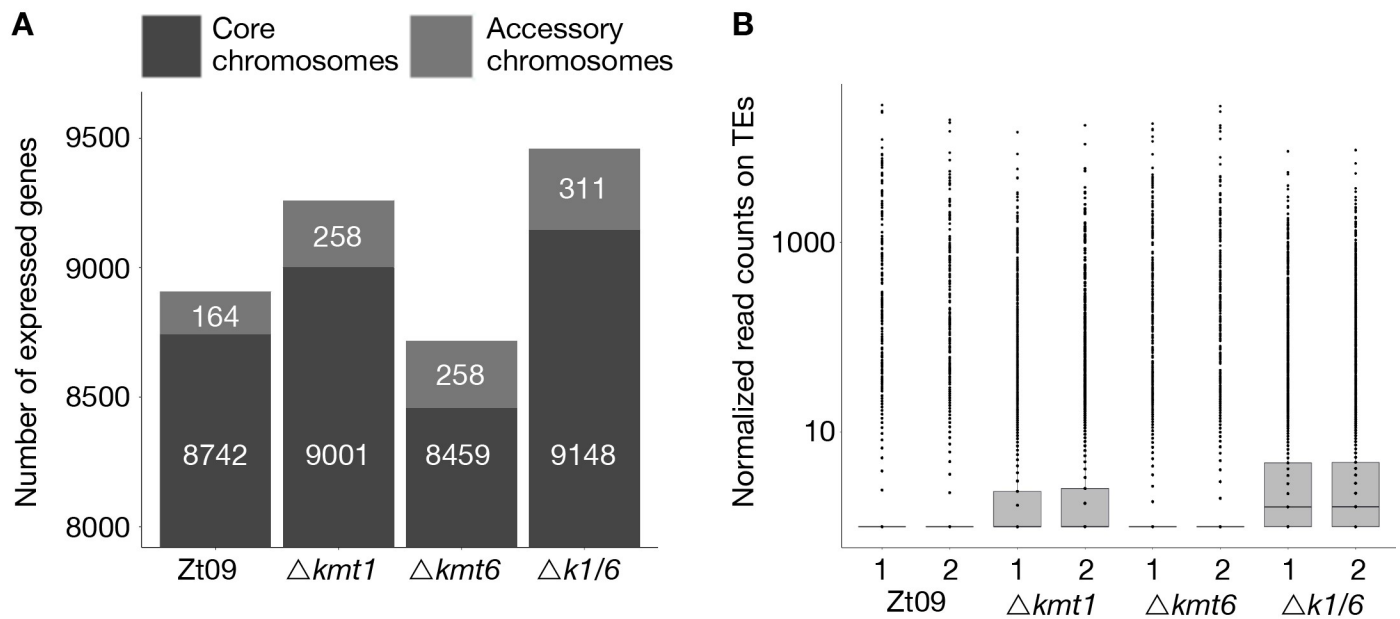 A
Core chromosomes
Accessory chromosomes
Number of expressed genes
9500
9000
8500
8000
164
8742
258
9001
258
8459
311
9148
Zt09
△kmt1
△kmt6
△k1/6
B
Normalized read counts on TEs
1000
10
1 2 1 2 1 2 1 2
Zt09 △kmt1 △kmt6 △k1/6